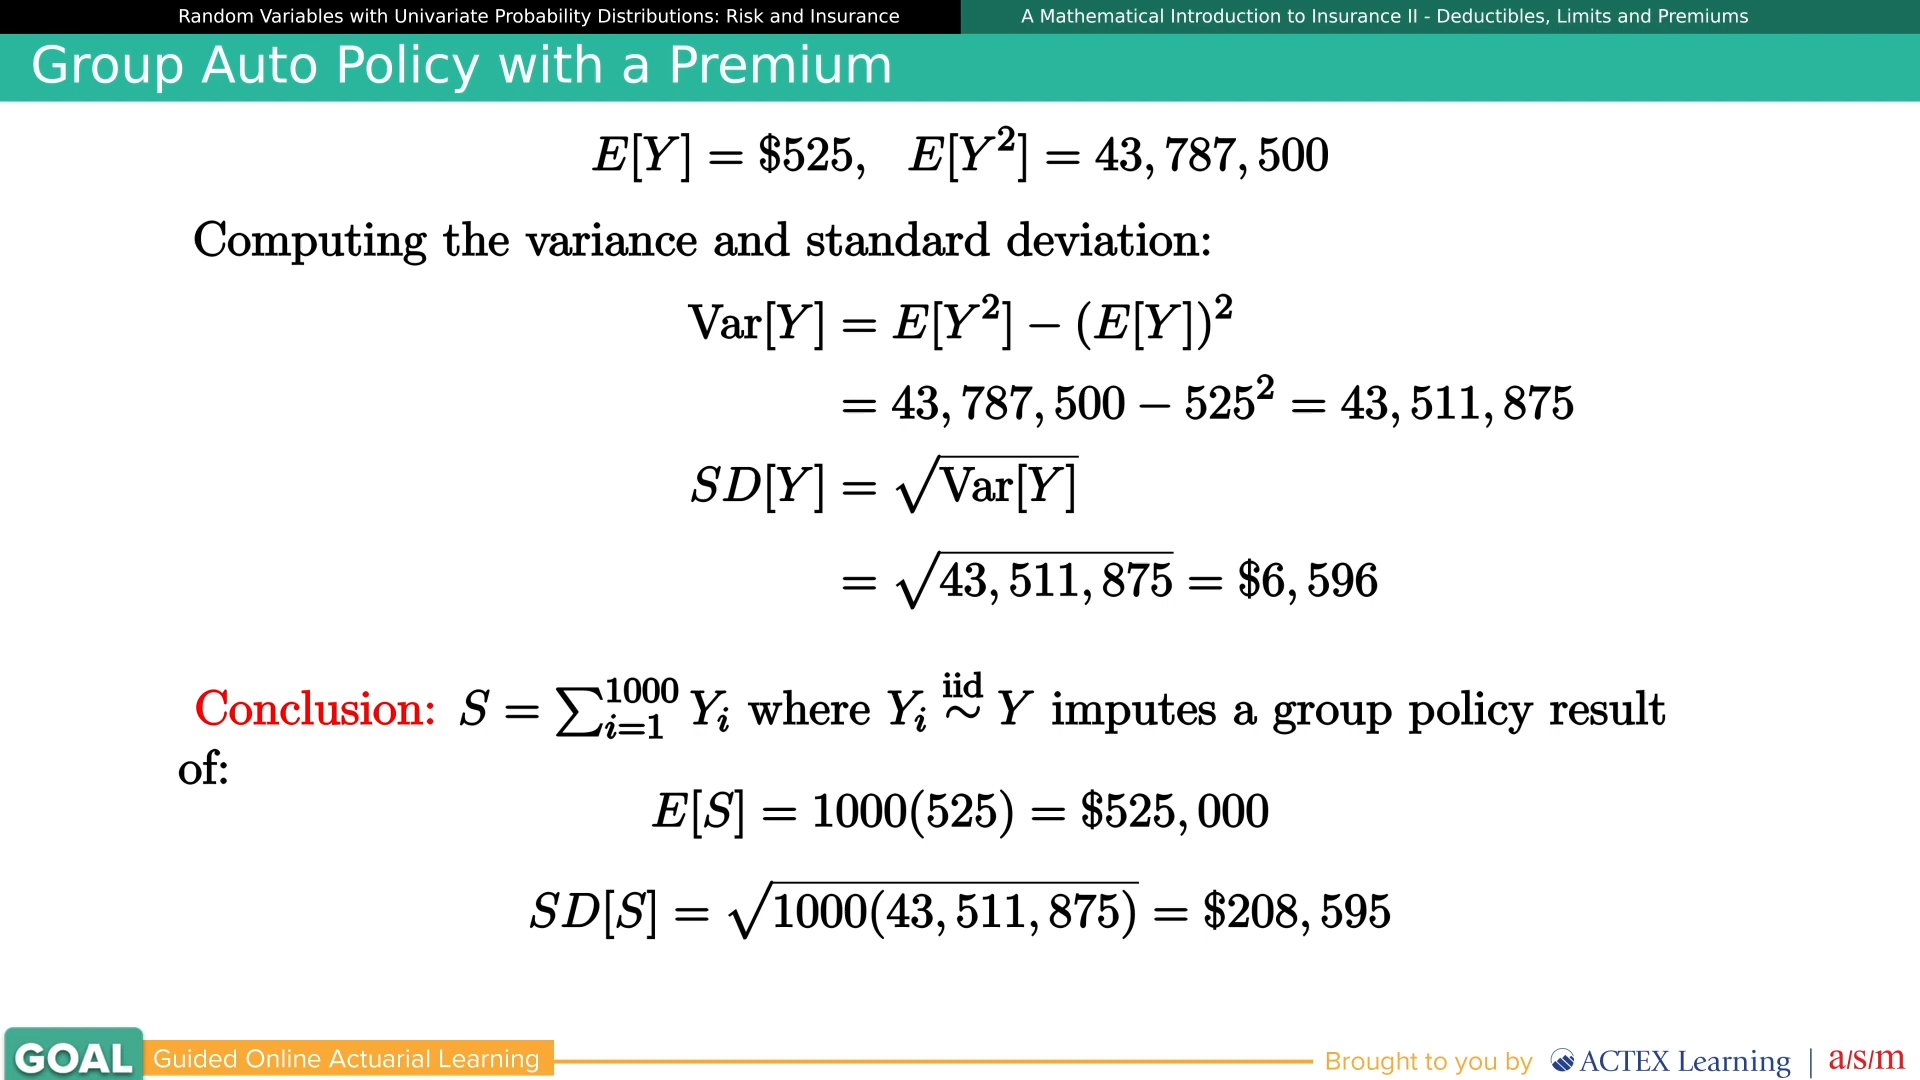 Random Variables with Univariate Probability Distributions: Risk and Insurance
A Mathematical Introduction to Insurance II - Deductibles, Limits and Premiums
Group Auto Policy with a Premium
E[Y] = $525, E[Y²] = 43,787,500
Computing the variance and standard deviation:
Var[Y] = E[Y²] − (E[Y])²
= 43,787,500 − 525² = 43,511,875
SD[Y] = √Var[Y]
= √43,511,875 = $6,596
Conclusion: S = ∑_{i=1}^{1000} Y_i where Y_i ∼^{iid} Y imputes a group policy result
of:
E[S] = 1000(525) = $525,000
SD[S] = √1000(43,511,875) = $208,595
GOAL Guided Online Actuarial Learning
Brought to you by ACTEX Learning | a/s/m